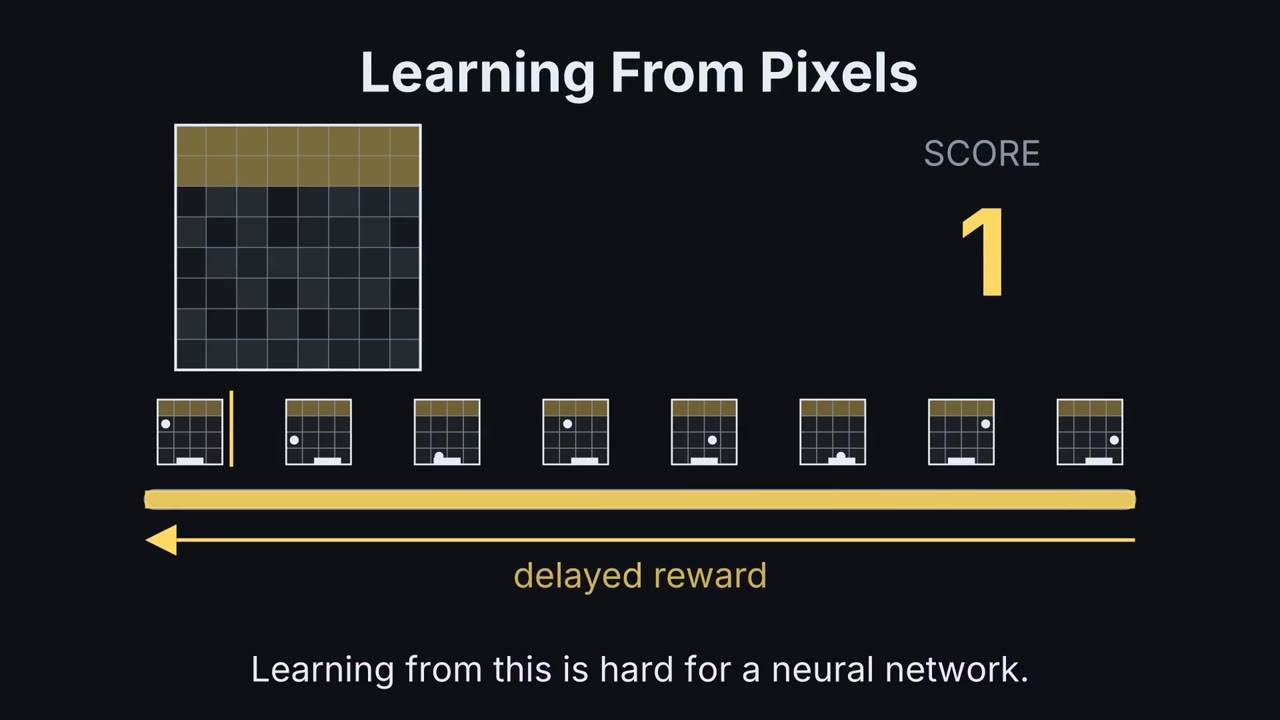 Learning From Pixels
SCORE
1
delayed reward
Learning from this is hard for a neural network.